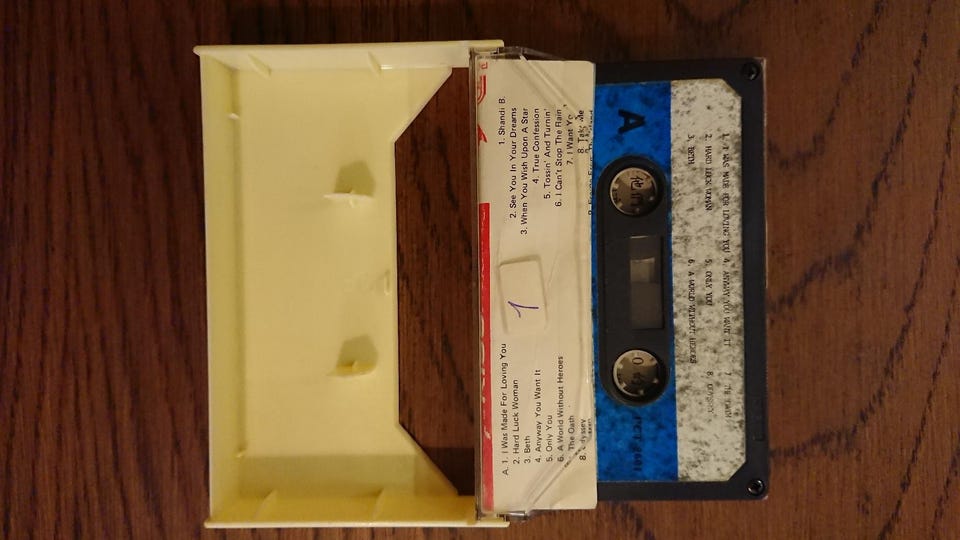 A. 1. I Was Made For Loving You
2. Hard Luck Woman
3. Beth
4. Anyway You Want It
5. Only You
6. A World Without Heroes
The Oath
8. Odyssey
1
1. Shandi B.
2. See You In Your Dreams
3. When You Wish Upon A Star
4. True Confession
5. Tossin' And Turnin'
6. I Can't Stop The Rain
7. I Want
8. Talk Me
A
1. I WAS MADE FOR LOVING YOU 4. ANYWAY YOU WANT IT 7. THE OATH
2. HARD LUCK WOMAN 5. ONLY YOU 8. ODYSSEY
3. BETH 6. A WORLD WITHOUT HEROES